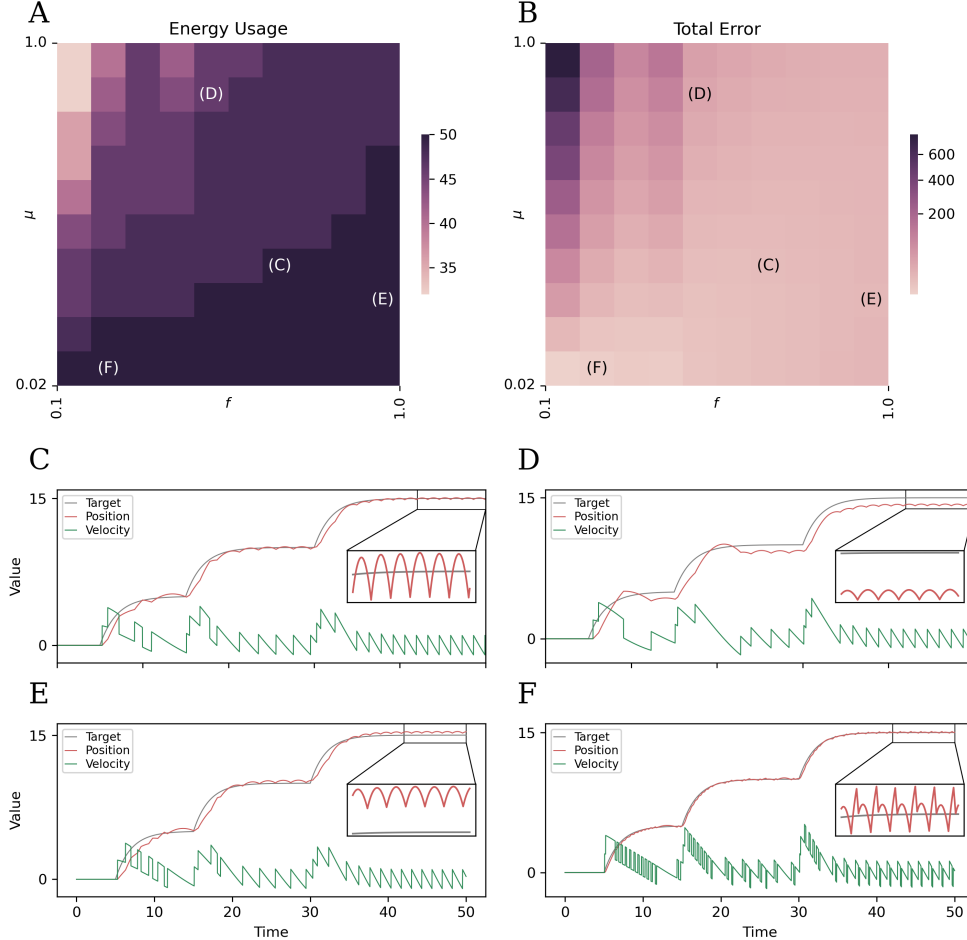 A
B
Energy Usage
Total Error
1.0
μ
0.02
0.1
f
1.0
(D)
(C)
(E)
(F)
50
45
40
35
1.0
μ
0.02
0.1
f
1.0
(D)
(C)
(E)
(F)
600
400
200
C
D
15
0
Value
Target
Position
Velocity
15
0
Target
Position
Velocity
E
F
15
0
Value
Target
Position
Velocity
0
10
20
30
40
50
Time
15
0
Target
Position
Velocity
0
10
20
30
40
50
Time